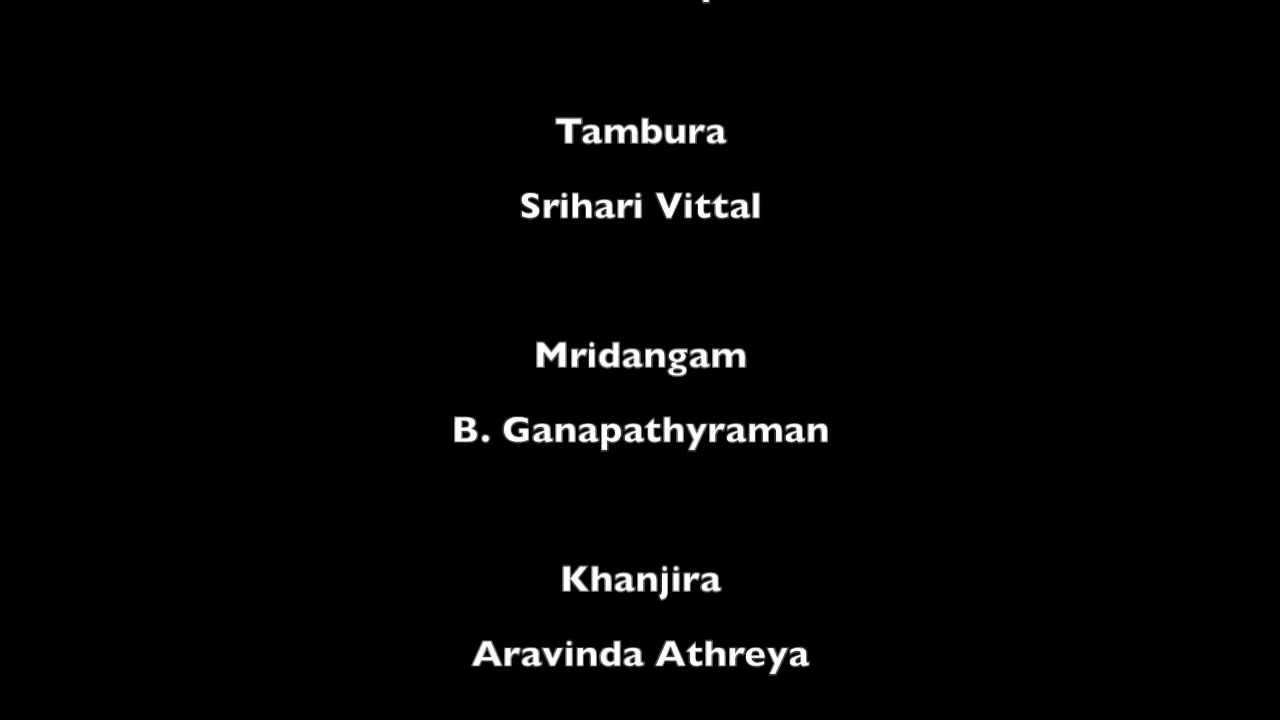 Tambura
Srihari Vittal
Mridangam
B. Ganapathyraman
Khanjira
Aravinda Athreya